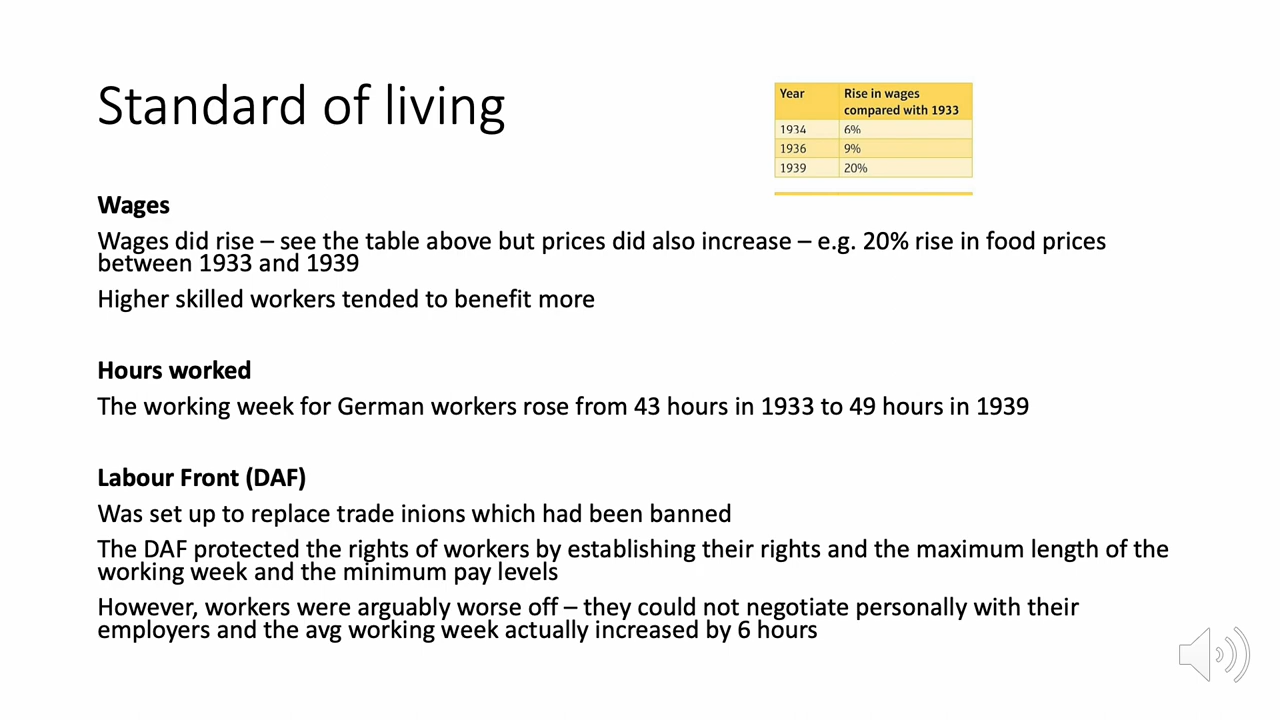 Standard of living
Year Rise in wages
compared with 1933
1934 6%
1936 9%
1939 20%
Wages
Wages did rise – see the table above but prices did also increase – e.g. 20% rise in food prices
between 1933 and 1939
Higher skilled workers tended to benefit more
Hours worked
The working week for German workers rose from 43 hours in 1933 to 49 hours in 1939
Labour Front (DAF)
Was set up to replace trade inions which had been banned
The DAF protected the rights of workers by establishing their rights and the maximum length of the
working week and the minimum pay levels
However, workers were arguably worse off – they could not negotiate personally with their
employers and the avg working week actually increased by 6 hours